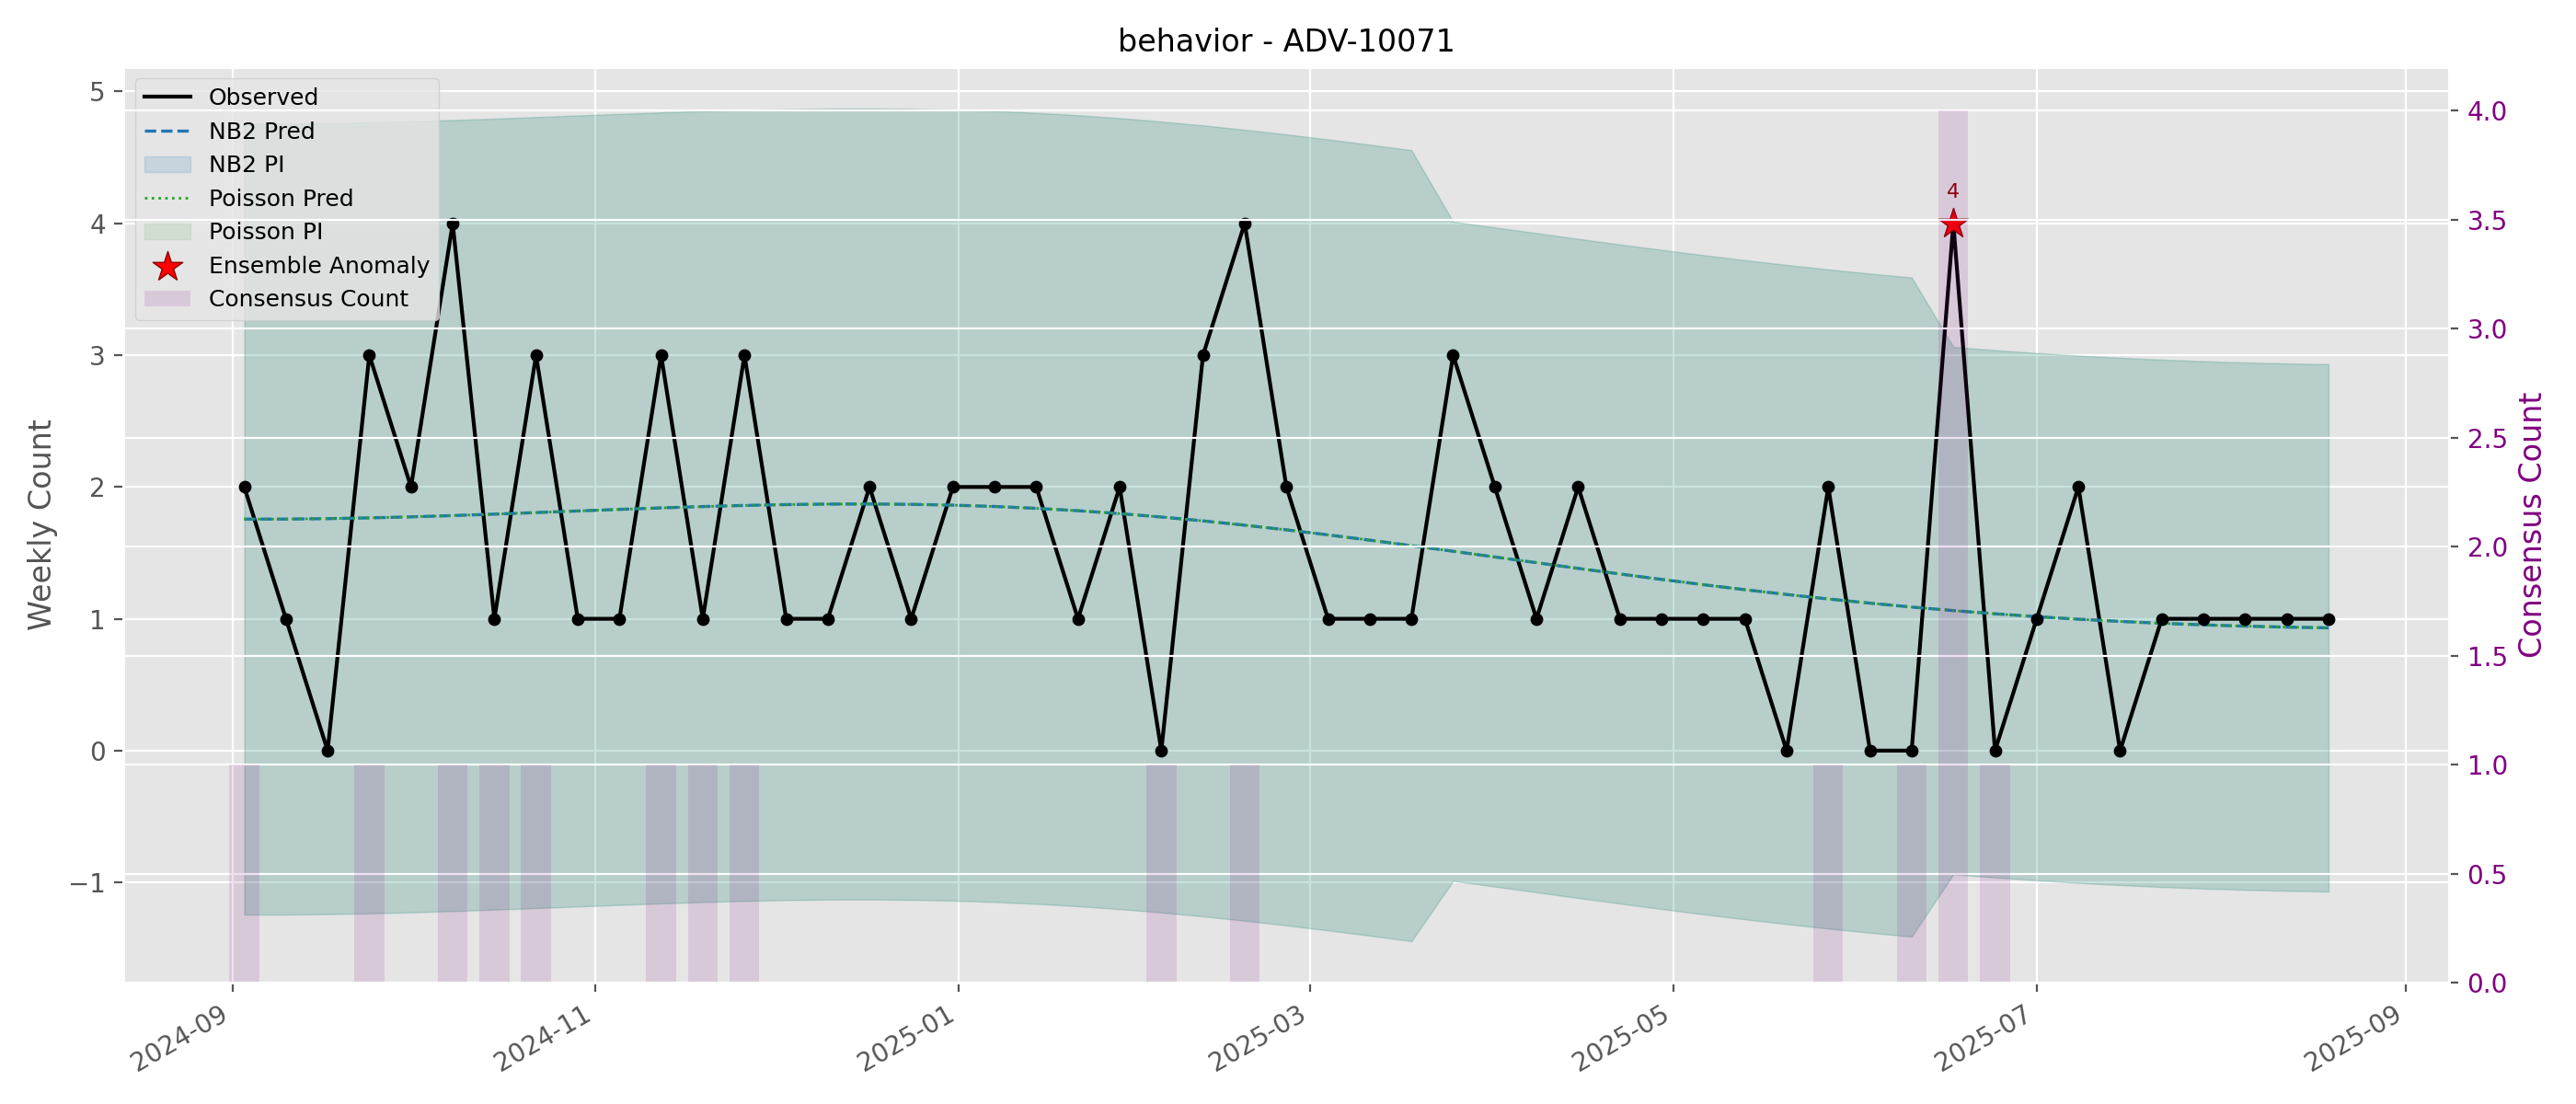 behavior - ADV-10071
Observed
NB2 Pred
NB2 PI
Poisson Pred
Poisson PI
Ensemble Anomaly
Consensus Count
Weekly Count
5
4
3
2
1
0
−1
4
4.0
3.5
3.0
2.5
2.0
1.5
1.0
0.5
0.0
Consensus Count
2024-09
2024-11
2025-01
2025-03
2025-05
2025-07
2025-09